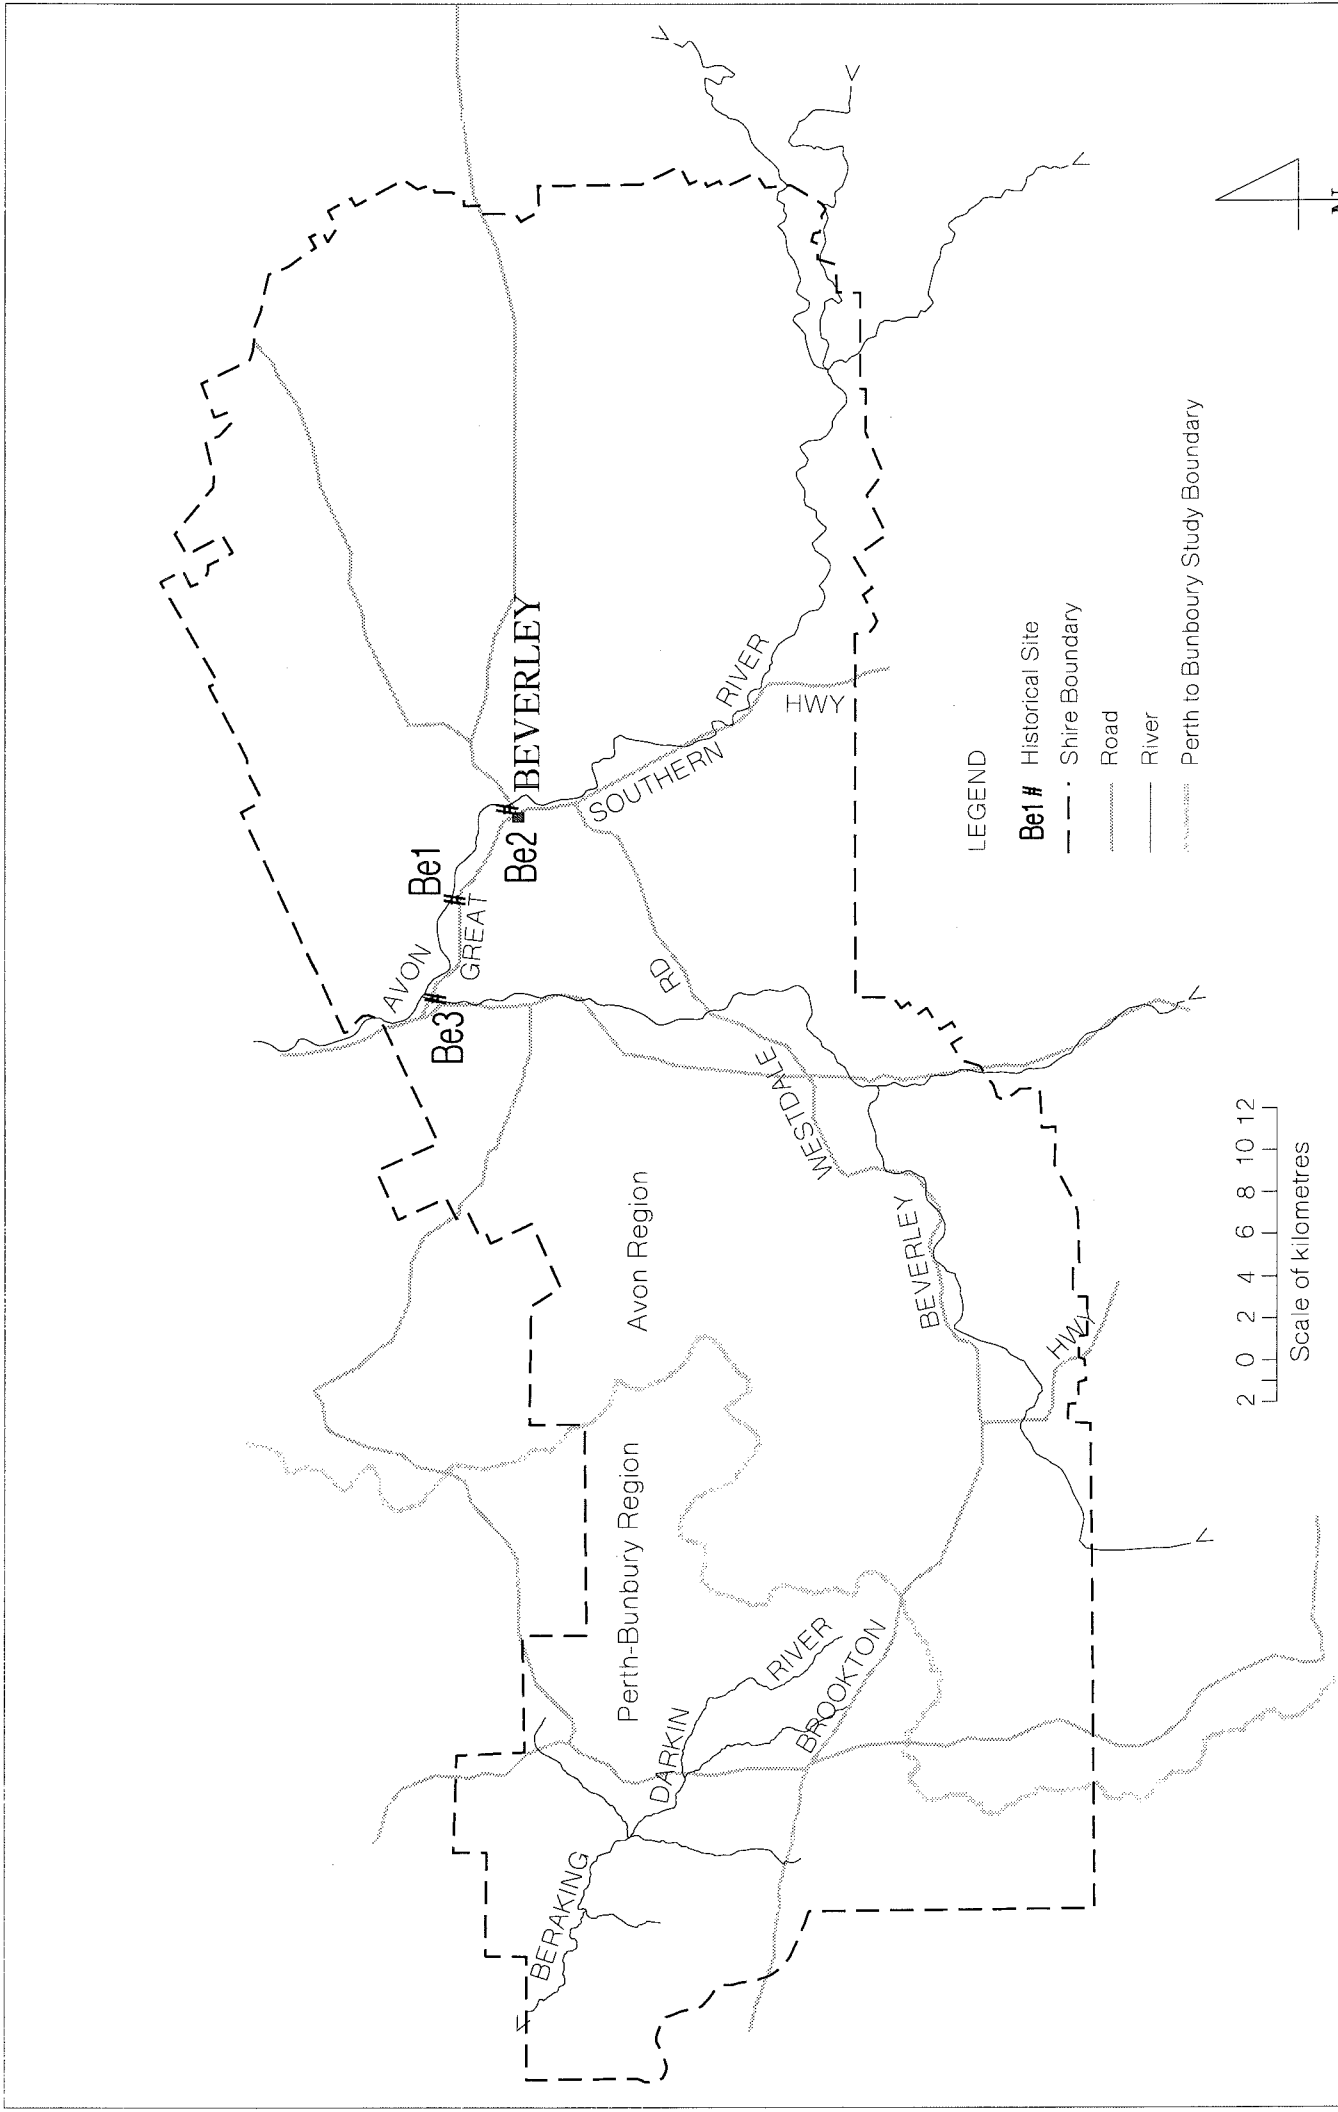 AVON
Be1
GREAT
Be3
Be2
BEVERLEY
SOUTHERN
RIVER
HWY
RD
WESTDALE
BEVERLEY
HWY
Avon Region
Perth-Bunbury Region
BERAKING
DARKIN
RIVER
BROOKTON
LEGEND
Be1 # Historical Site
Shire Boundary
Road
River
Perth to Bunboury Study Boundary
2 0 2 4 6 8 10 12
Scale of kilometres
N